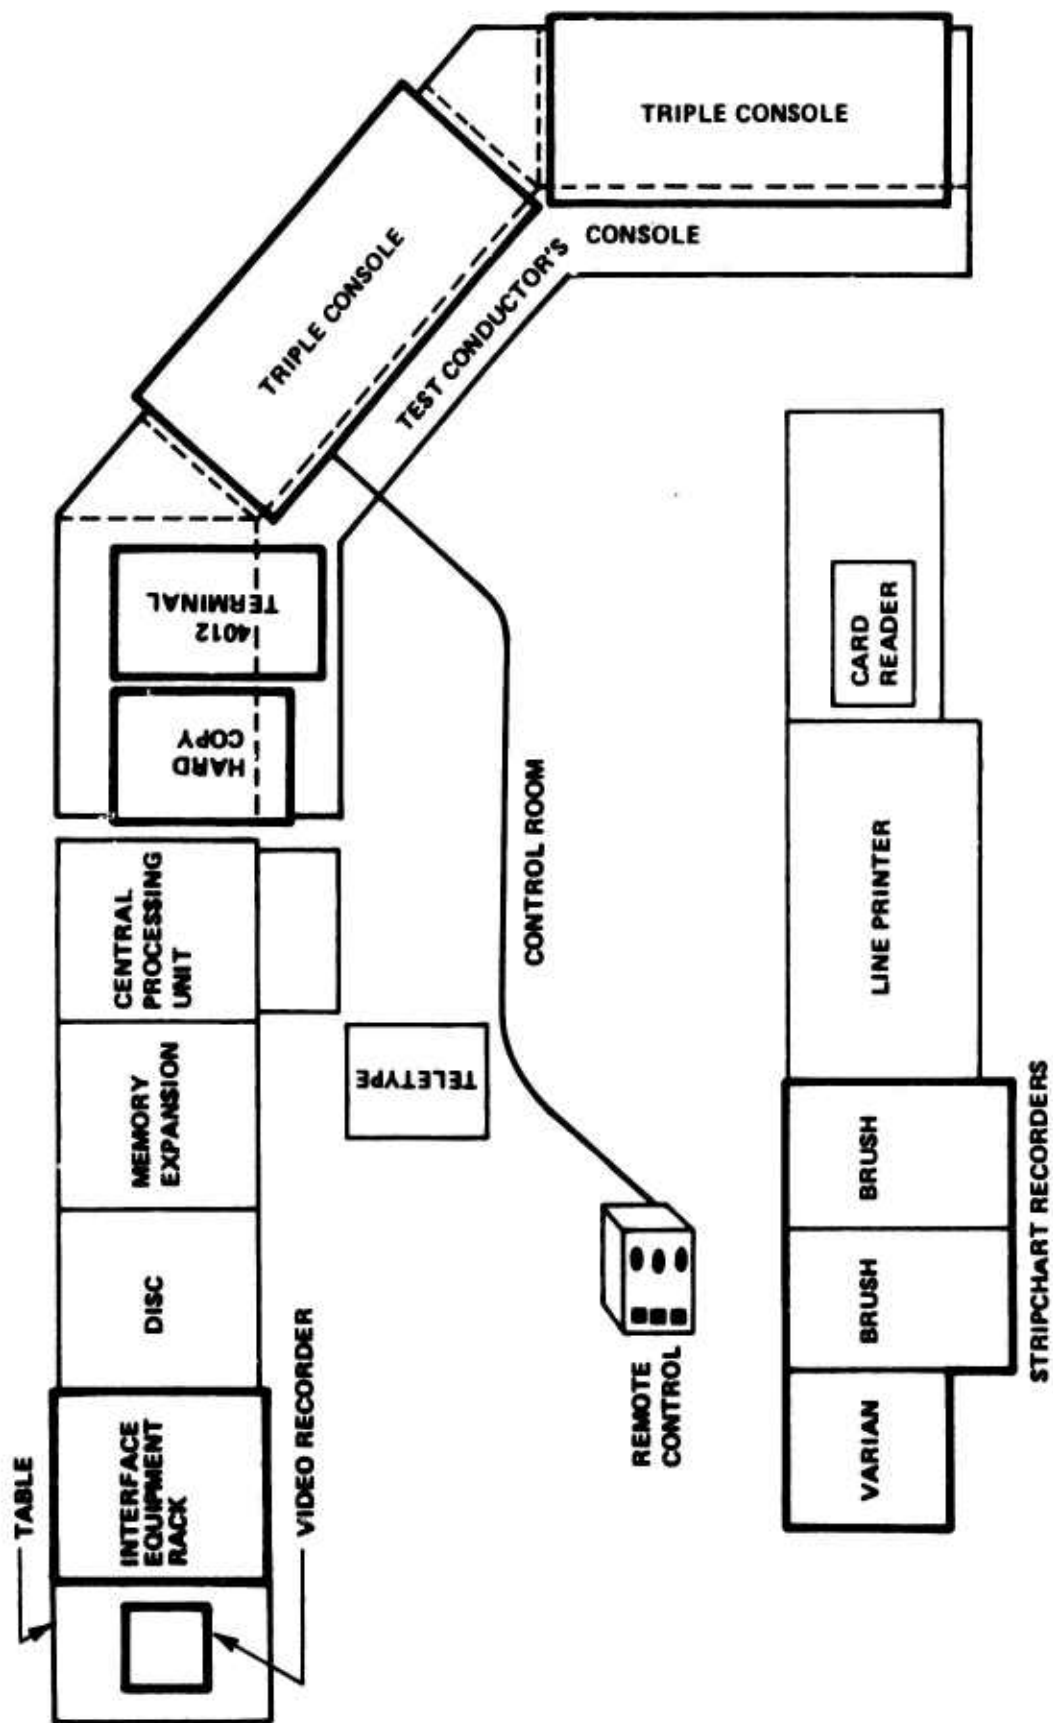 TABLE
INTERFACE
EQUIPMENT
RACK
VIDEO RECORDER
DISC
MEMORY
EXPANSION
CENTRAL
PROCESSING
UNIT
HARD
COPY
4012
TERMINAL
TRIPLE CONSOLE
TRIPLE CONSOLE
TEST CONDUCTOR'S CONSOLE
TELETYPE
CONTROL ROOM
REMOTE
CONTROL
VARIAN
BRUSH
BRUSH
LINE PRINTER
CARD
READER
STRIPCHART RECORDERS